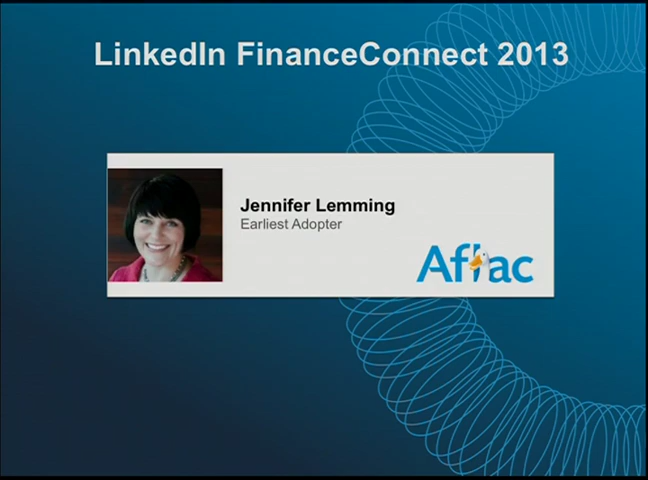 LinkedIn FinanceConnect 2013
Jennifer Lemming
Earliest Adopter
Aflac